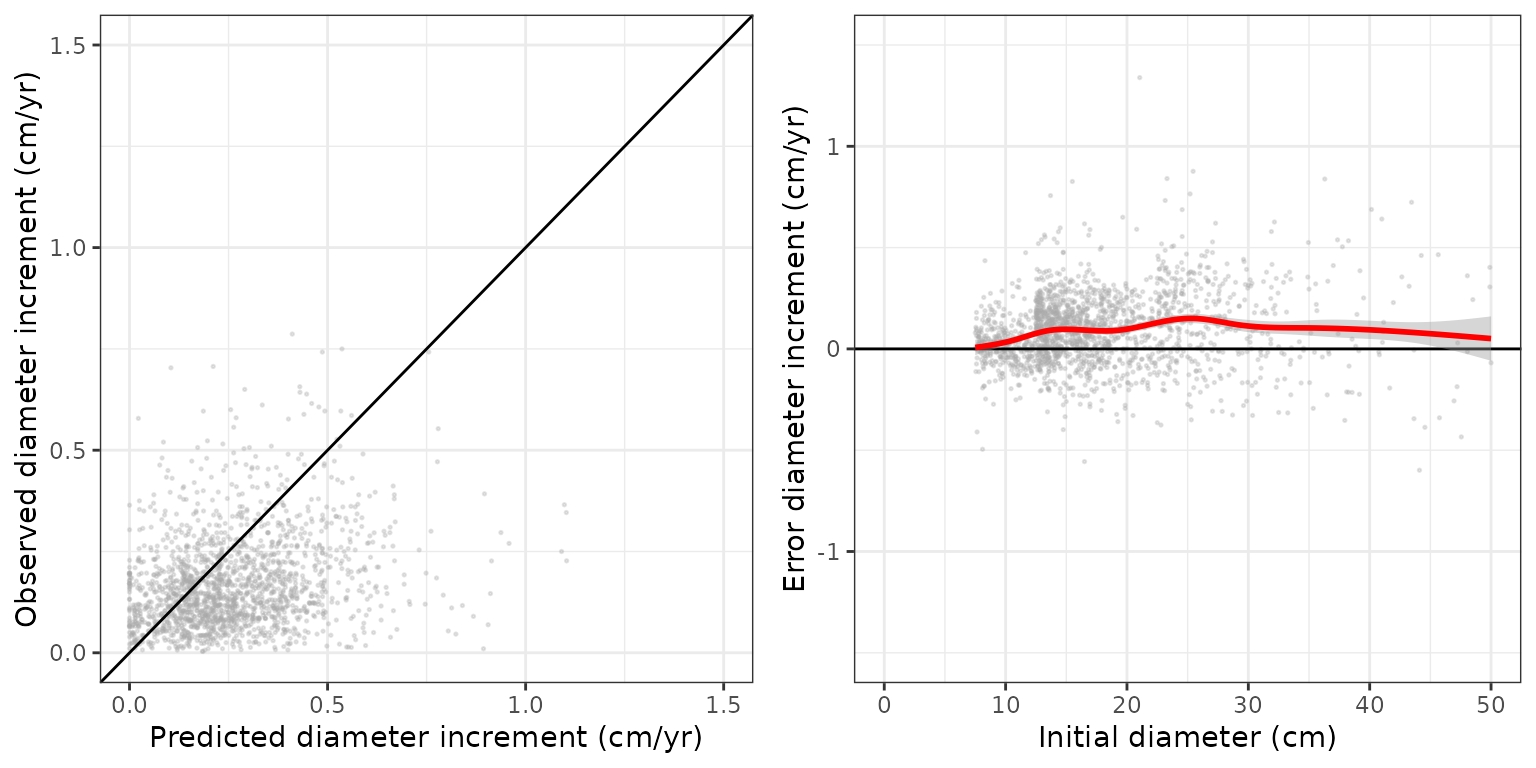 Observed diameter increment (cm/yr)
1.5
1.0
0.5
0.0
0.0 0.5 1.0 1.5
Predicted diameter increment (cm/yr)
Error diameter increment (cm/yr)
1
0
-1
0 10 20 30 40 50
Initial diameter (cm)